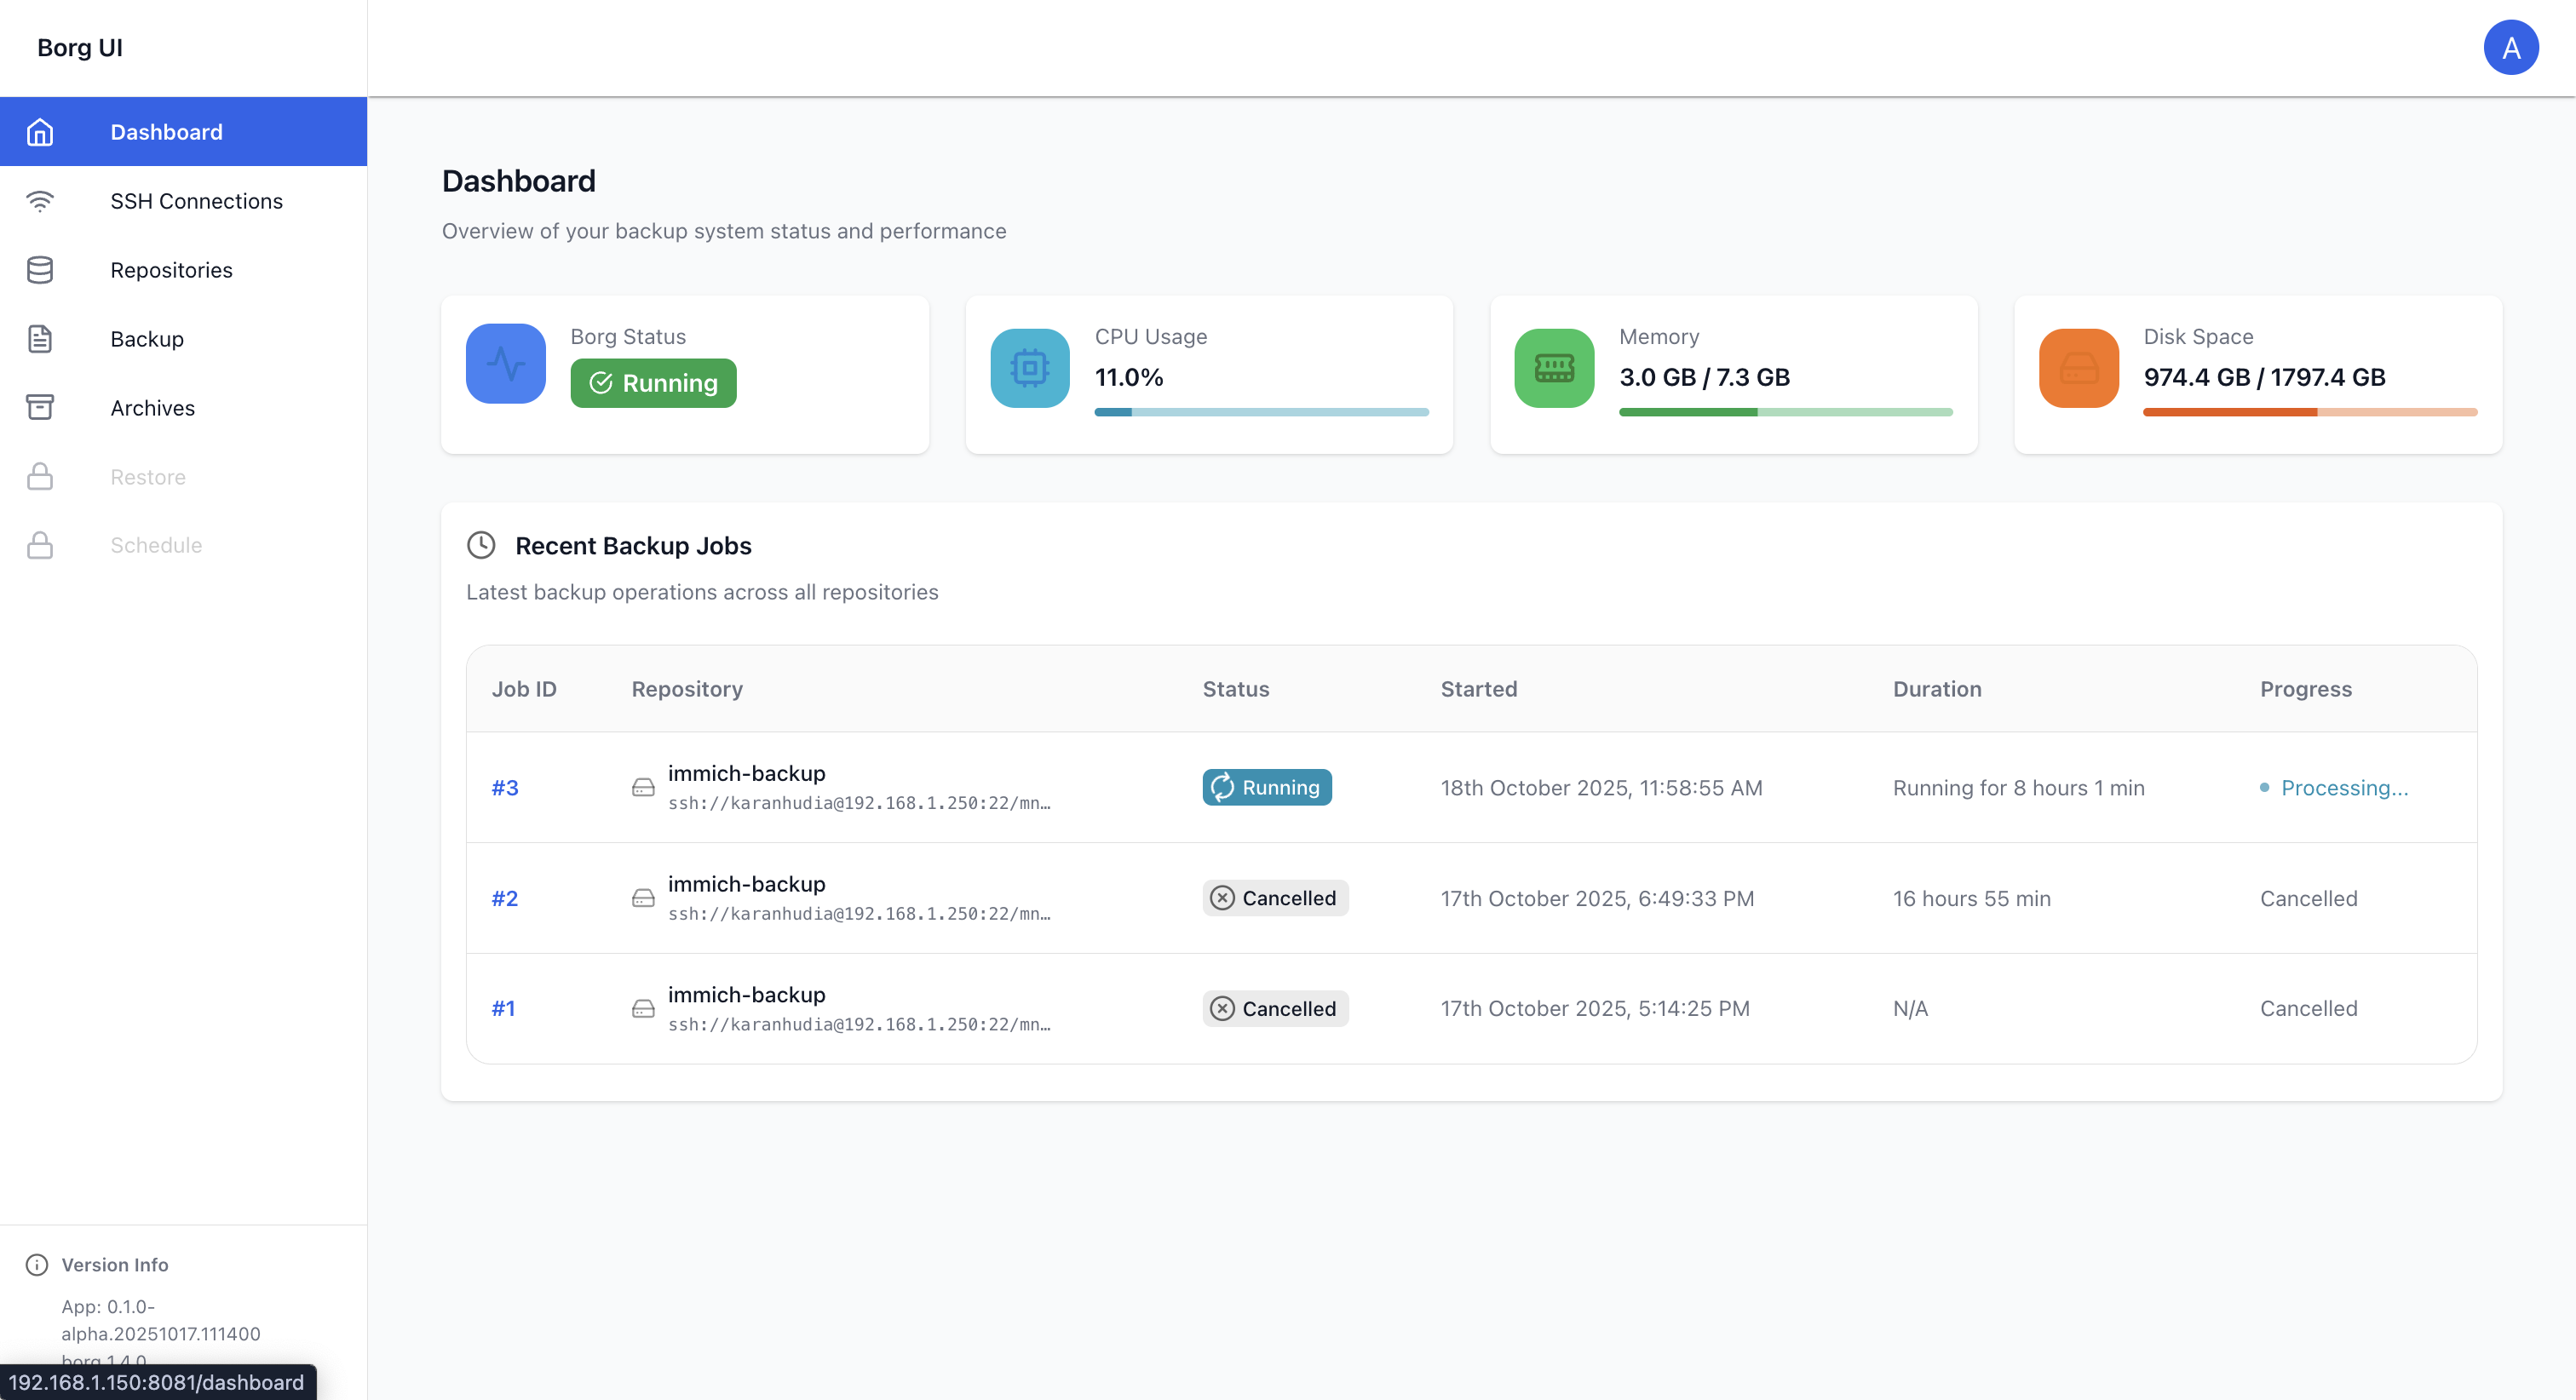 Borg UI
A
Dashboard
SSH Connections
Repositories
Backup
Archives
Restore
Schedule
Dashboard
Overview of your backup system status and performance
Borg Status
Running
CPU Usage
11.0%
Memory
3.0 GB / 7.3 GB
Disk Space
974.4 GB / 1797.4 GB
Recent Backup Jobs
Latest backup operations across all repositories
Job ID Repository Status Started Duration Progress
#3 immich-backup Running 18th October 2025, 11:58:55 AM Running for 8 hours 1 min Processing...
ssh://karanhudia@192.168.1.250:22/mn…
#2 immich-backup Cancelled 17th October 2025, 6:49:33 PM 16 hours 55 min Cancelled
ssh://karanhudia@192.168.1.250:22/mn…
#1 immich-backup Cancelled 17th October 2025, 5:14:25 PM N/A Cancelled
ssh://karanhudia@192.168.1.250:22/mn…
Version Info
App: 0.1.0-
alpha.20251017.111400
borg 1.4.0
192.168.1.150:8081/dashboard